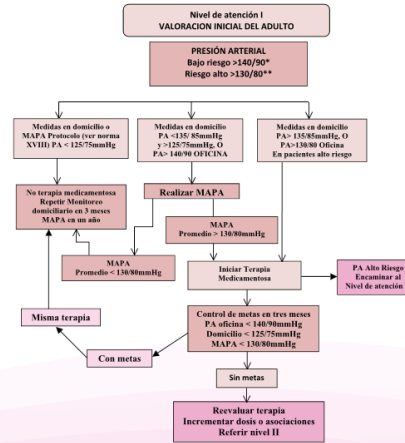 Nivel de atención I
VALORACION INICIAL DEL ADULTO
PRESIÓN ARTERIAL
Bajo riesgo >140/90*
Riesgo alto >130/80**
Medidas en domicilio o
MAPA Protocolo (ver norma
XVIII) PA < 125/75mmHg
Medidas en domicilio
PA <135/ 85mmHg
y >125/75mmHg, O
PA> 140/90 OFICINA
Medidas en domicilio
PA> 135/85mmHg, O
PA>130/80 Oficina
En pacientes alto riesgo
No terapia medicamentosa
Repetir Monitoreo
domiciliario en 3 meses
MAPA en un año
Realizar MAPA
MAPA
Promedio > 130/80mmHg
MAPA
Promedio < 130/80mmHg
Iniciar Terapia
Medicamentosa
PA Alto Riesgo
Encaminar al
Nivel de atención
Misma terapia
Control de metas en tres meses
PA oficina < 140/90mmHg
Domicilio < 125/75mmHg
MAPA < 130/80mmHg
Con metas
Sin metas
Reevaluar terapia
Incrementar dosis o asociaciones
Referir nivel II